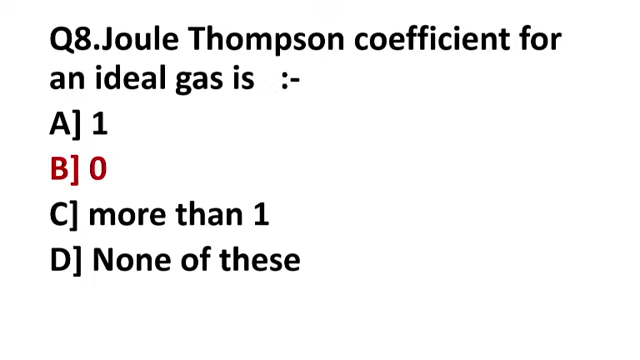 Q8.Joule Thompson coefficient for
an ideal gas is :-
A] 1
B] 0
C] more than 1
D] None of these